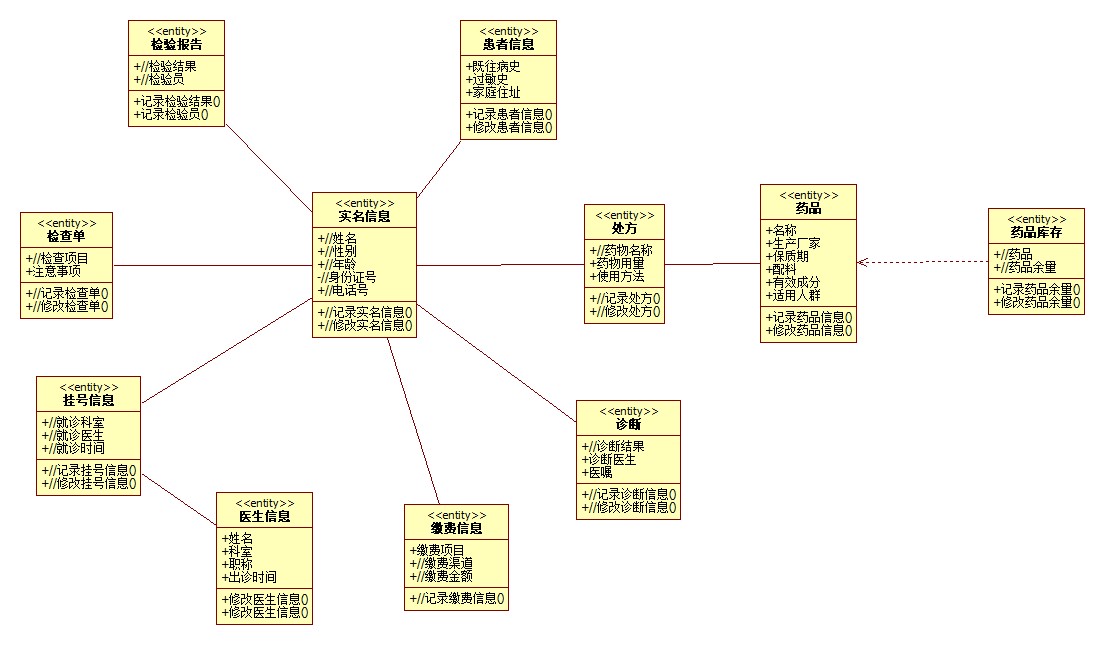 <<entity>>
检验报告
+//检验结果
+//检验员
+记录检验结果()
+记录检验员()
<<entity>>
患者信息
+既往病史
+过敏史
+家庭住址
+记录患者信息()
+修改患者信息()
<<entity>>
检查单
+//检查项目
+注意事项
+//记录检查单()
+//修改检查单()
<<entity>>
实名信息
+//姓名
+//性别
+//年龄
-//身份证号
+//电话号
+//记录实名信息()
+//修改实名信息()
<<entity>>
处方
+//药物名称
+药物用量
+使用方法
+//记录处方()
+//修改处方()
<<entity>>
药品
+名称
+生产厂家
+保质期
+配料
+有效成分
+适用人群
+记录药品信息()
+修改药品信息()
<<entity>>
药品库存
+//药品
+//药品余量
+记录药品余量()
+修改药品余量()
<<entity>>
挂号信息
+//就诊科室
+//就诊医生
+//就诊时间
+//记录挂号信息()
+//修改挂号信息()
<<entity>>
医生信息
+姓名
+科室
+职称
+出诊时间
+修改医生信息()
+修改医生信息()
<<entity>>
缴费信息
+缴费项目
+//缴费渠道
+//缴费金额
+//记录缴费信息()
<<entity>>
诊断
+//诊断结果
+诊断医生
+医嘱
+//记录诊断信息()
+//修改诊断信息()